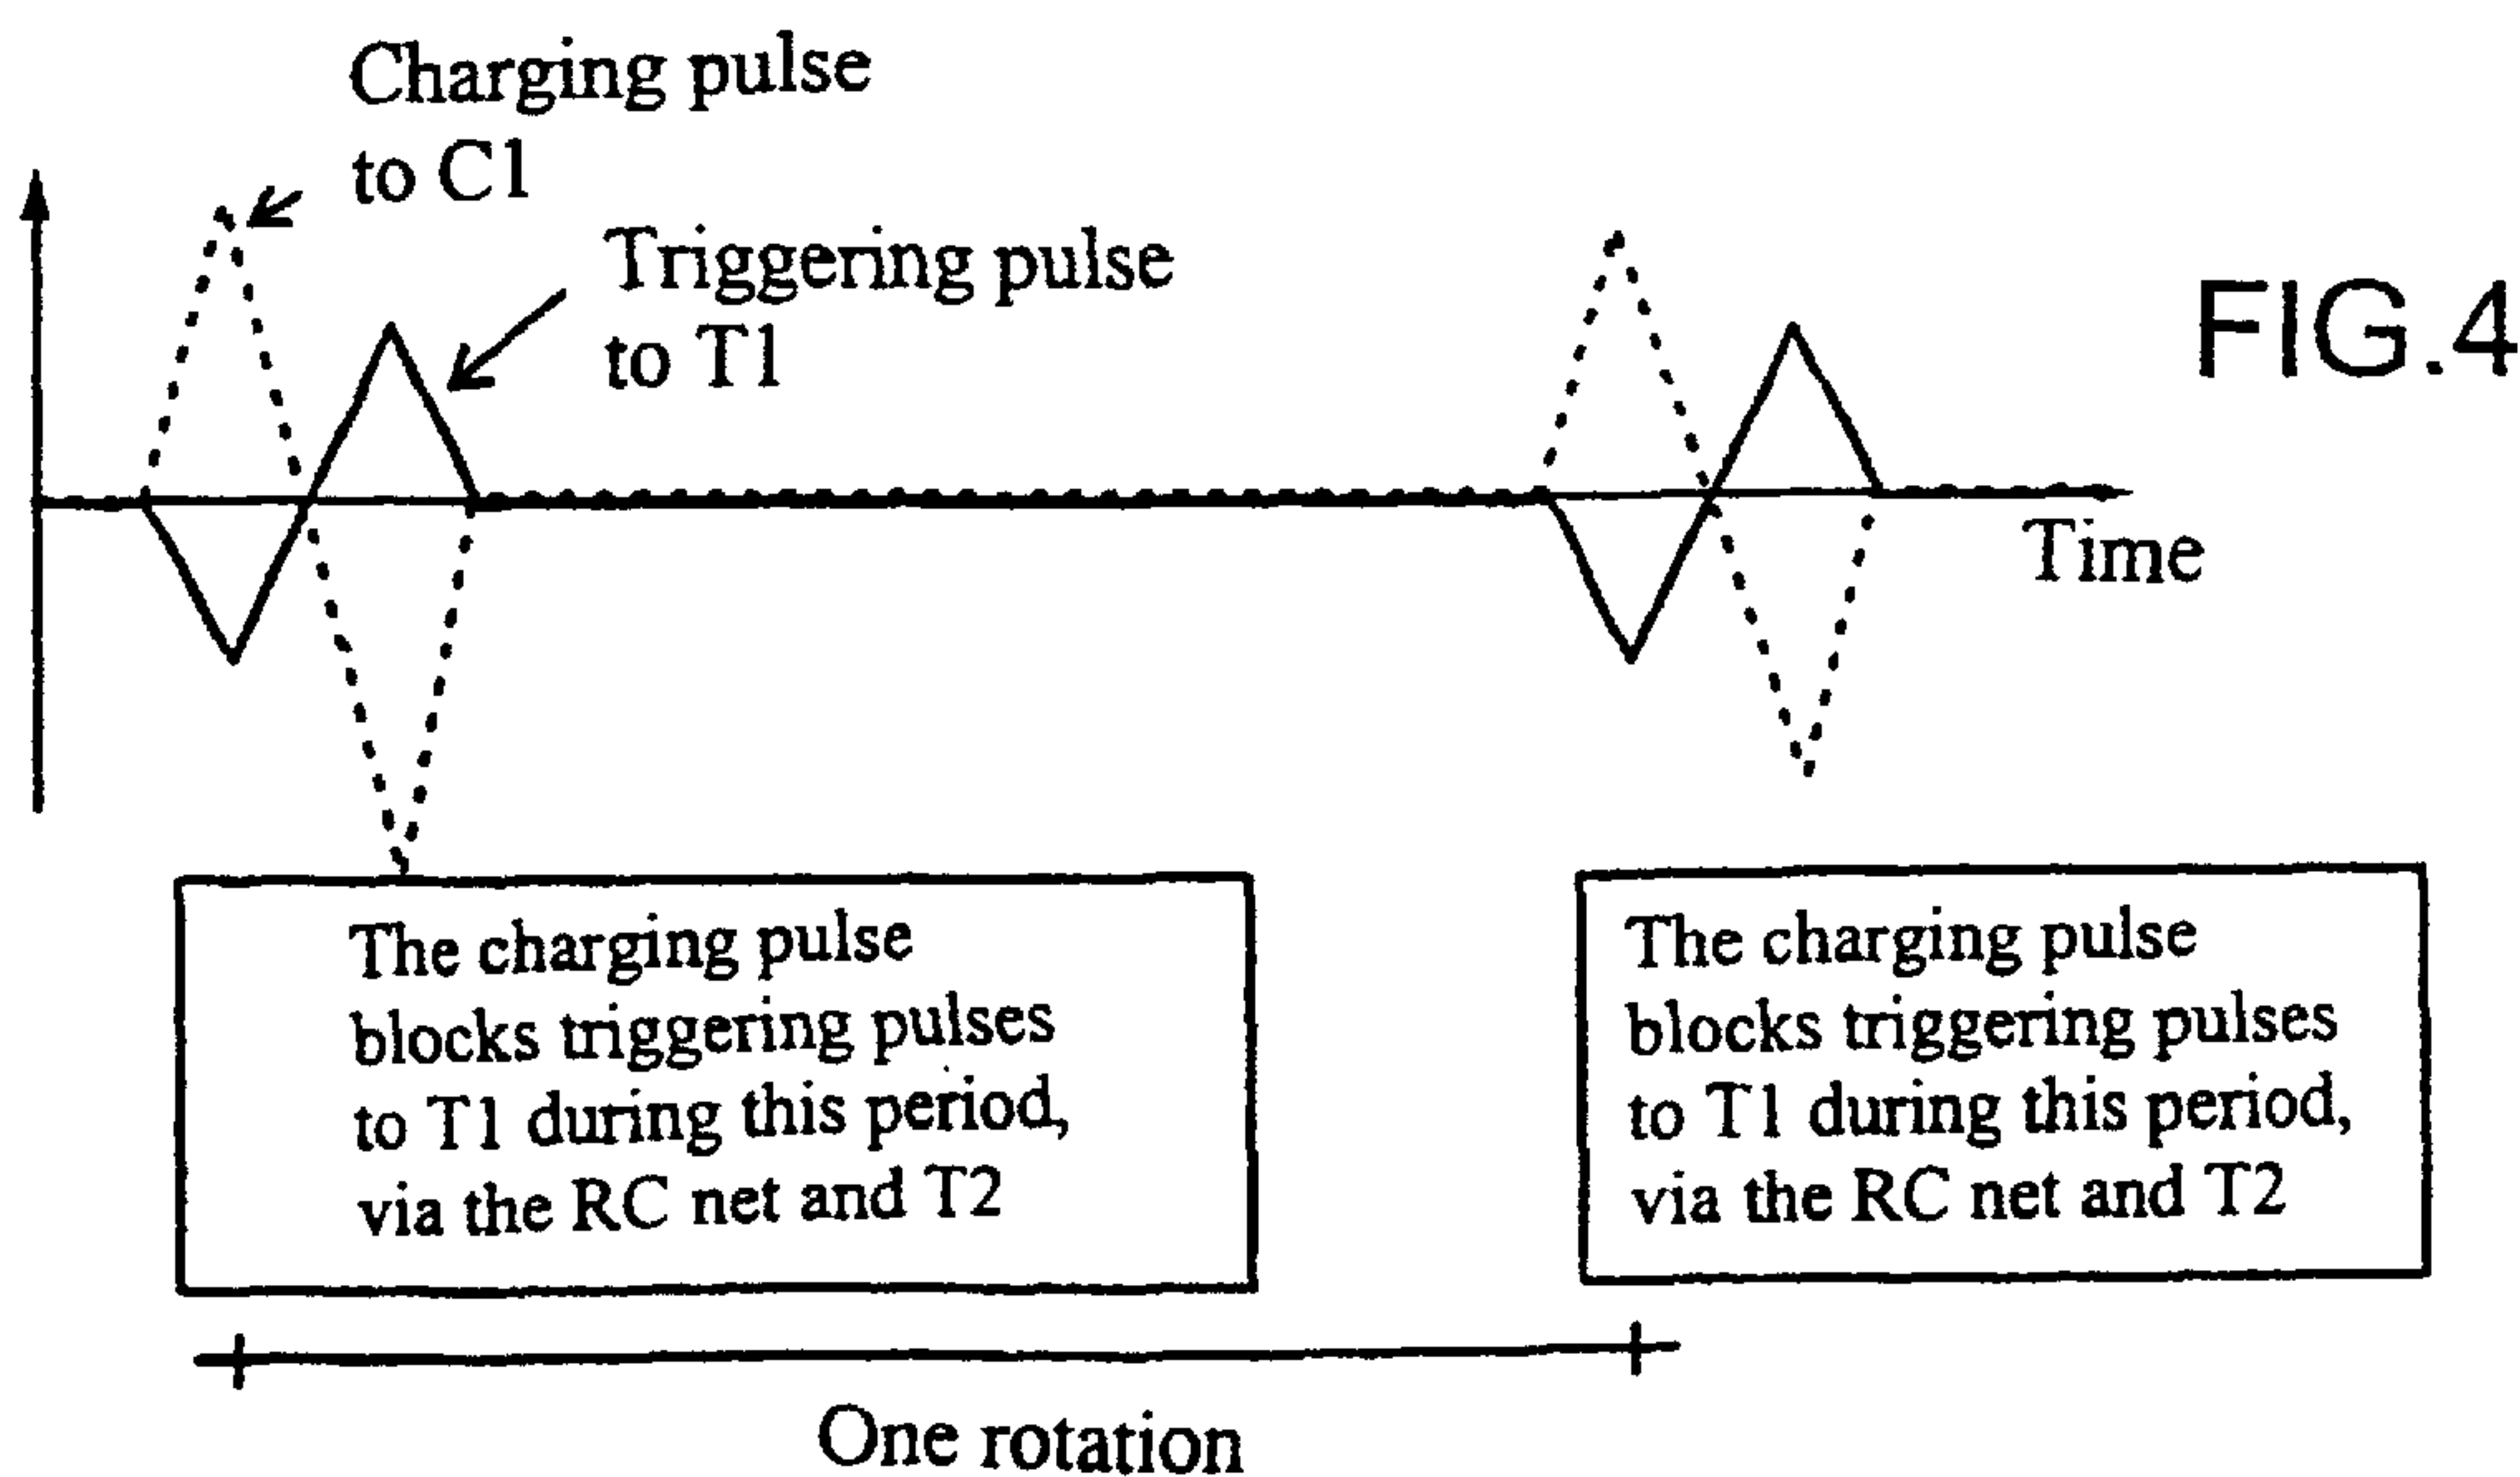 Charging pulse
to C1
Triggering pulse
to T1
FIG.4
Time
The charging pulse
blocks triggering pulses
to T1 during this period,
via the RC net and T2
The charging pulse
blocks triggering pulses
to T1 during this period,
via the RC net and T2
One rotation